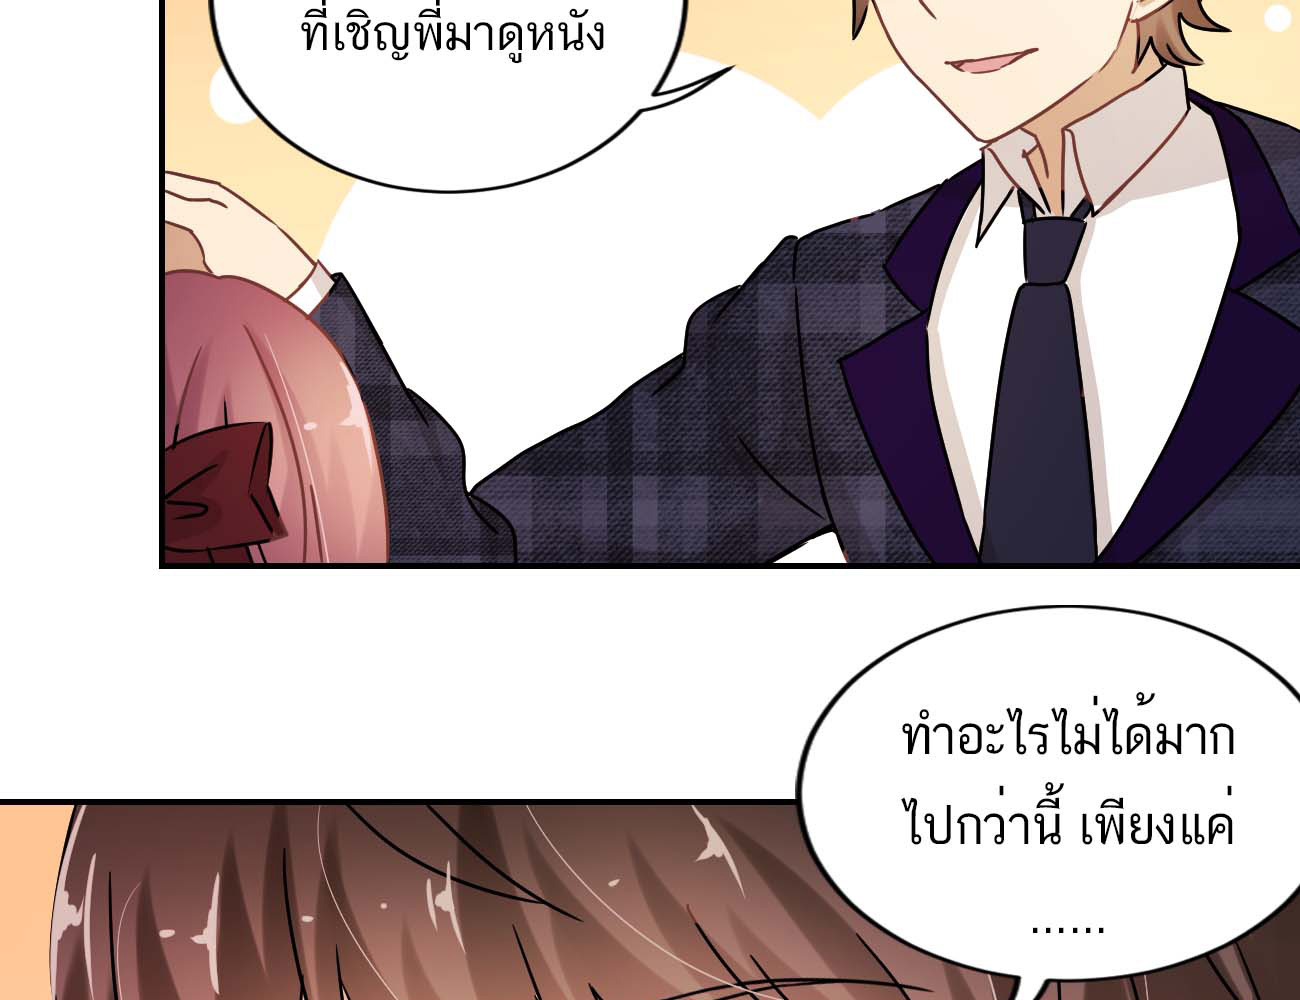 ที่เชิญพี่มาดูหนัง
ทำอะไรไม่ได้มาก
ไปกว่านี้ เพียงแค่
......